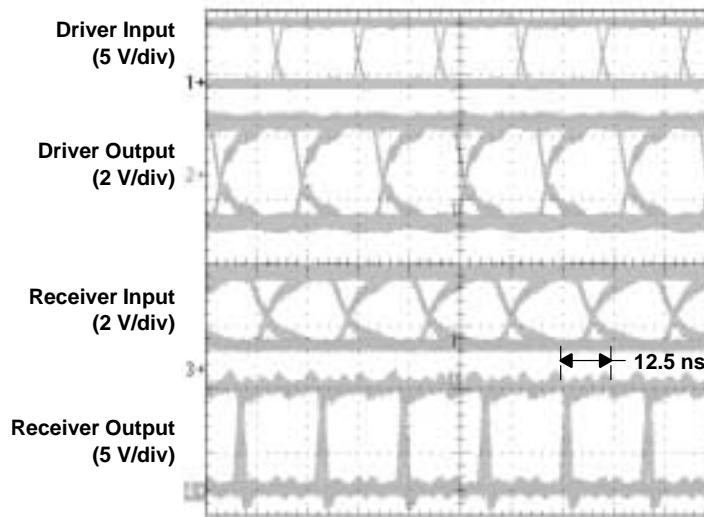 Driver Input
(5 V/div)
1+
Driver Output
(2 V/div)
2+
Receiver Input
(2 V/div)
12.5 ns
3+
Receiver Output
(5 V/div)